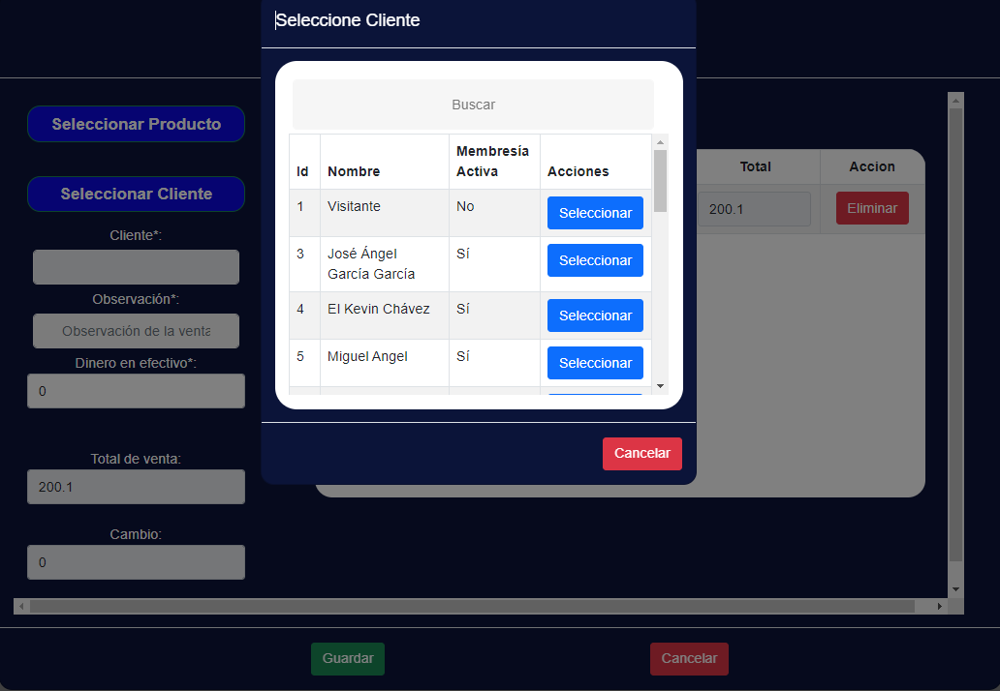 Seleccione Cliente
Buscar
Id Nombre Membresía Activa Acciones
1 Visitante No Seleccionar
3 José Ángel García García Sí Seleccionar
4 El Kevin Chávez Sí Seleccionar
5 Miguel Angel Sí Seleccionar
Cancelar
Seleccionar Producto
Seleccionar Cliente
Cliente*:
Observación*:
Observación de la venta
Dinero en efectivo*:
0
Total de venta:
200.1
Cambio:
0
Total Accion
200.1 Eliminar
Guardar Cancelar